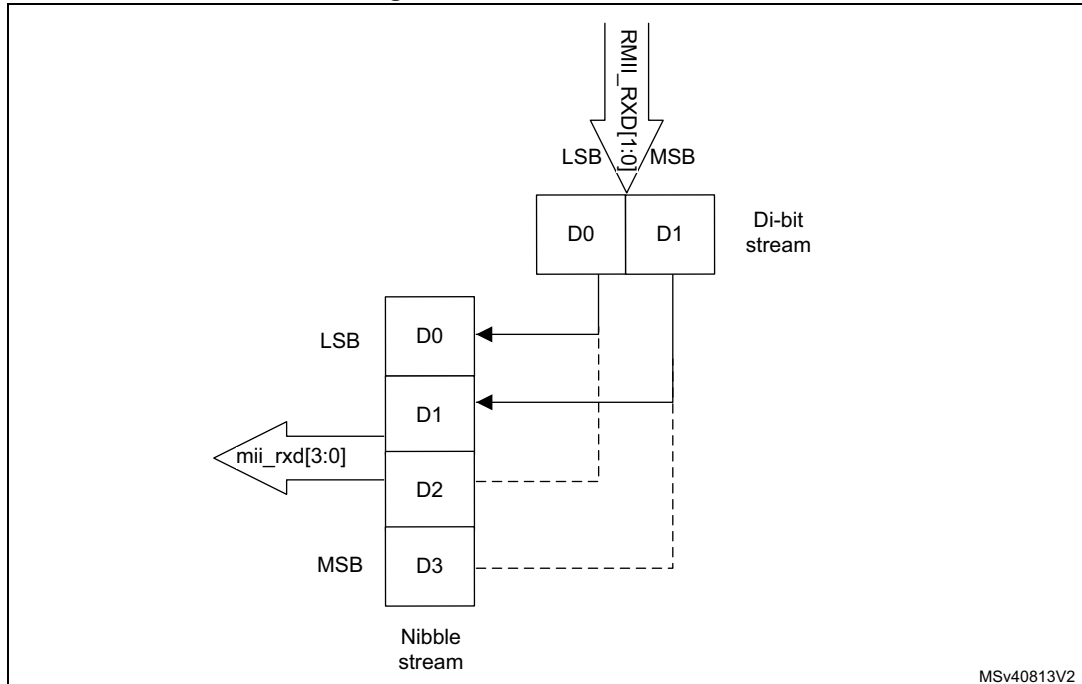 RMII_RXD[1:0]
LSB
MSB
D0
D1
Di-bit
stream
LSB
D0
D1
mii_rxd[3:0]
D2
MSB
D3
Nibble
stream
MSv40813V2